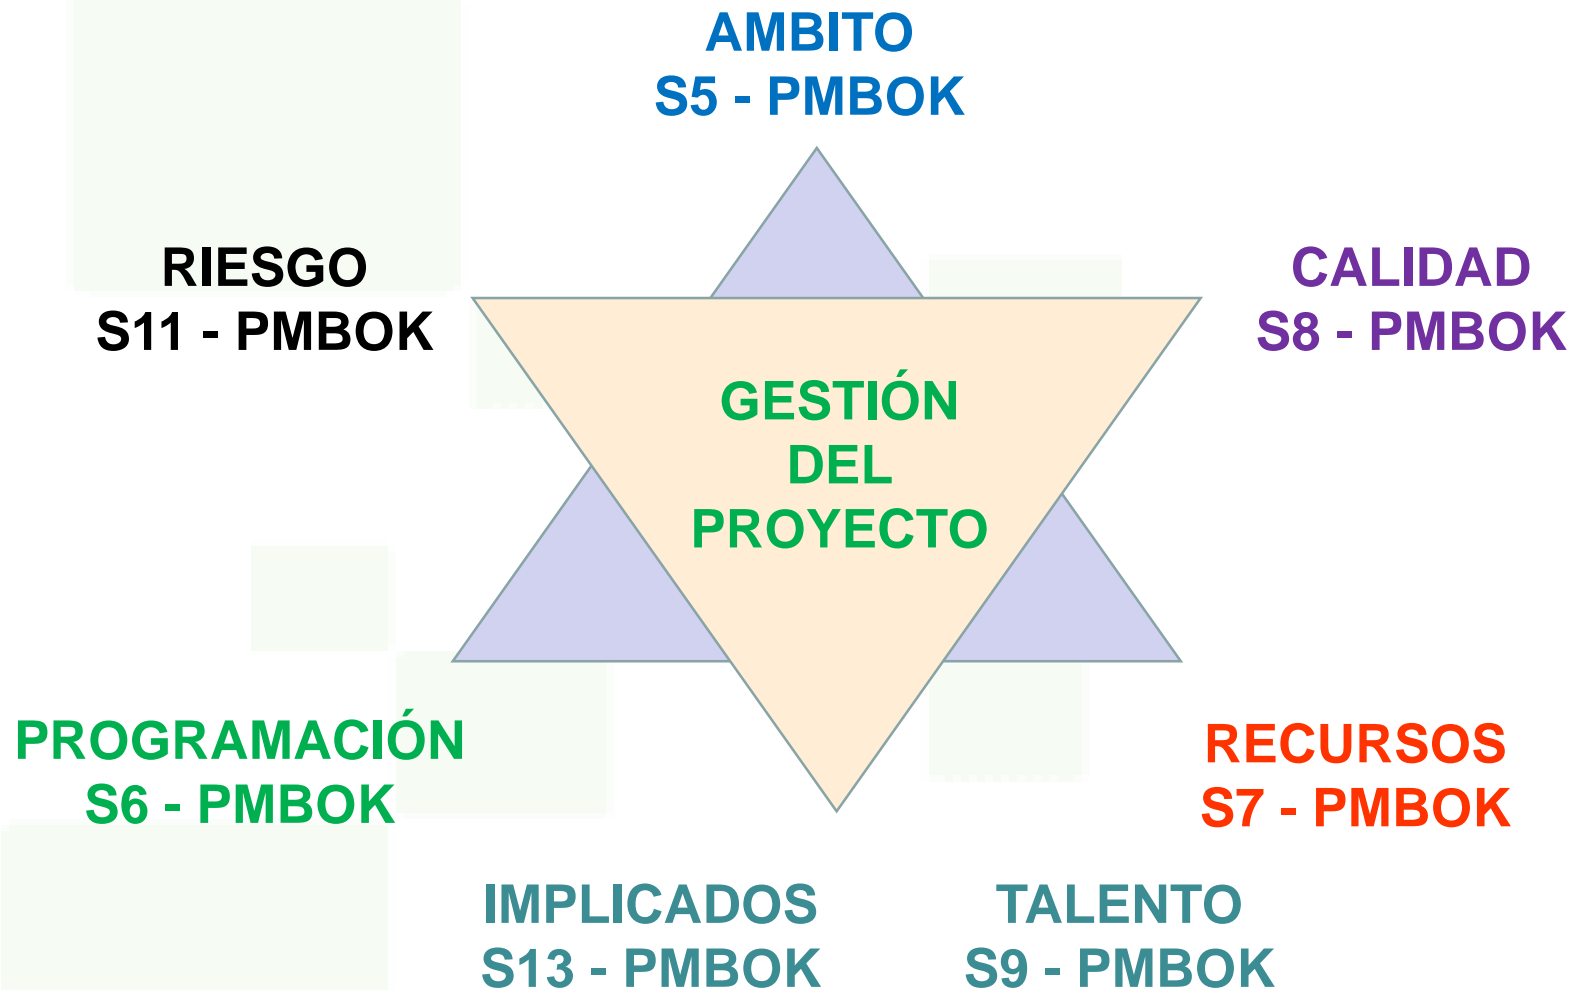 AMBITO
S5 - PMBOK
RIESGO
S11 - PMBOK
CALIDAD
S8 - PMBOK
GESTIÓN
DEL
PROYECTO
PROGRAMACIÓN
S6 - PMBOK
RECURSOS
S7 - PMBOK
IMPLICADOS
S13 - PMBOK
TALENTO
S9 - PMBOK